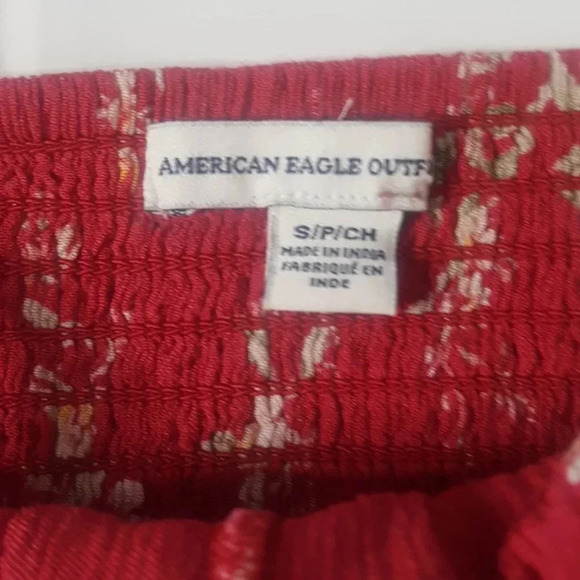 AMERICAN EAGLE OUTF
S/P/CH
MADE IN INDIA
FABRIQUÉ EN
INDE